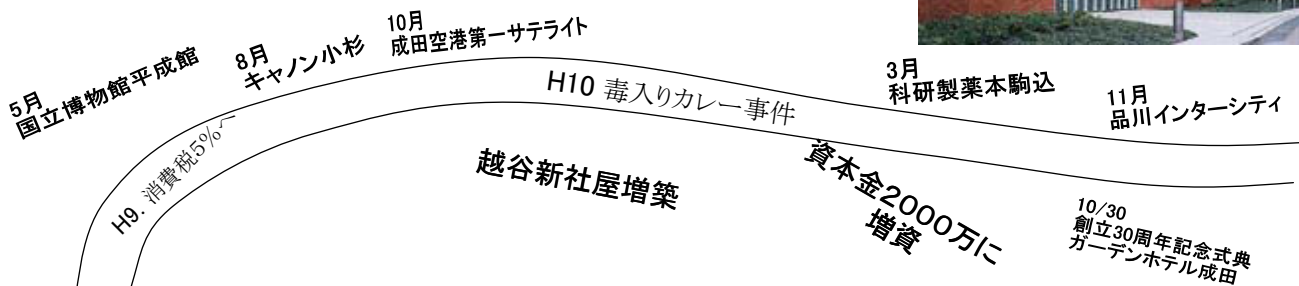 5月
国立博物館平成館
8月
キャノン小杉
10月
成田空港第一サテライト
3月
科研製薬本駒込
11月
品川インターシティ
H9. 消費税5%へ
H10 毒入りカレー事件
越谷新社屋増築
資本金2000万に
増資
10/30
創立30周年記念式典
ガーデンホテル成田